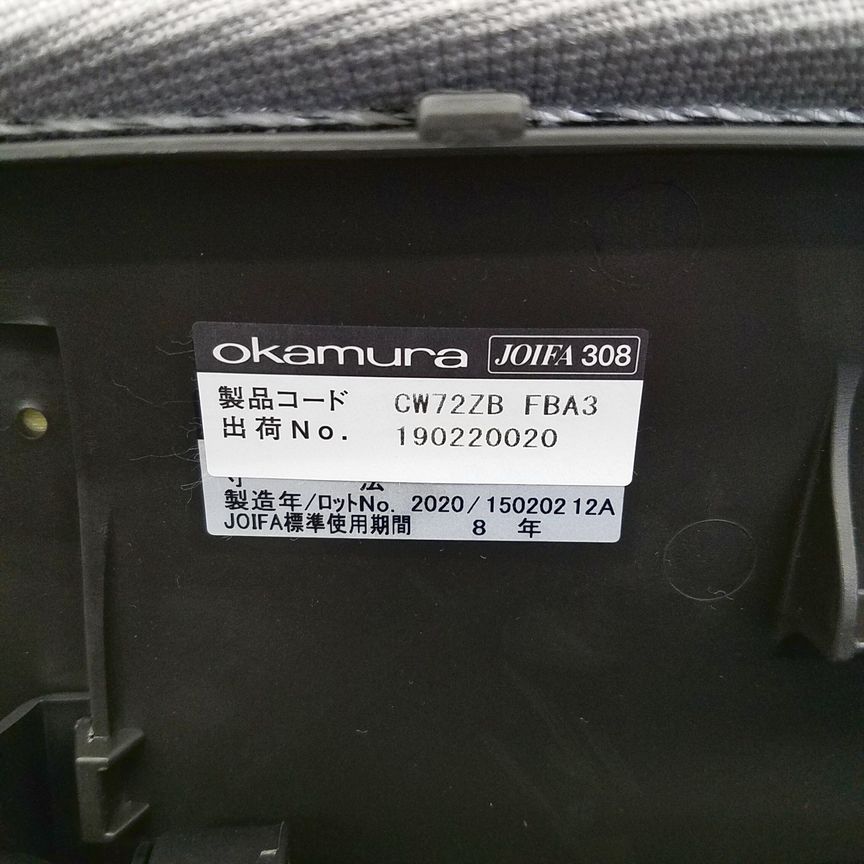 okamura JOIFA 308
製品コード CW72ZB FBA3
出荷No. 190220020
寸 法
製造年/ロットNo. 2020/15020212A
JOIFA標準使用期間 8 年